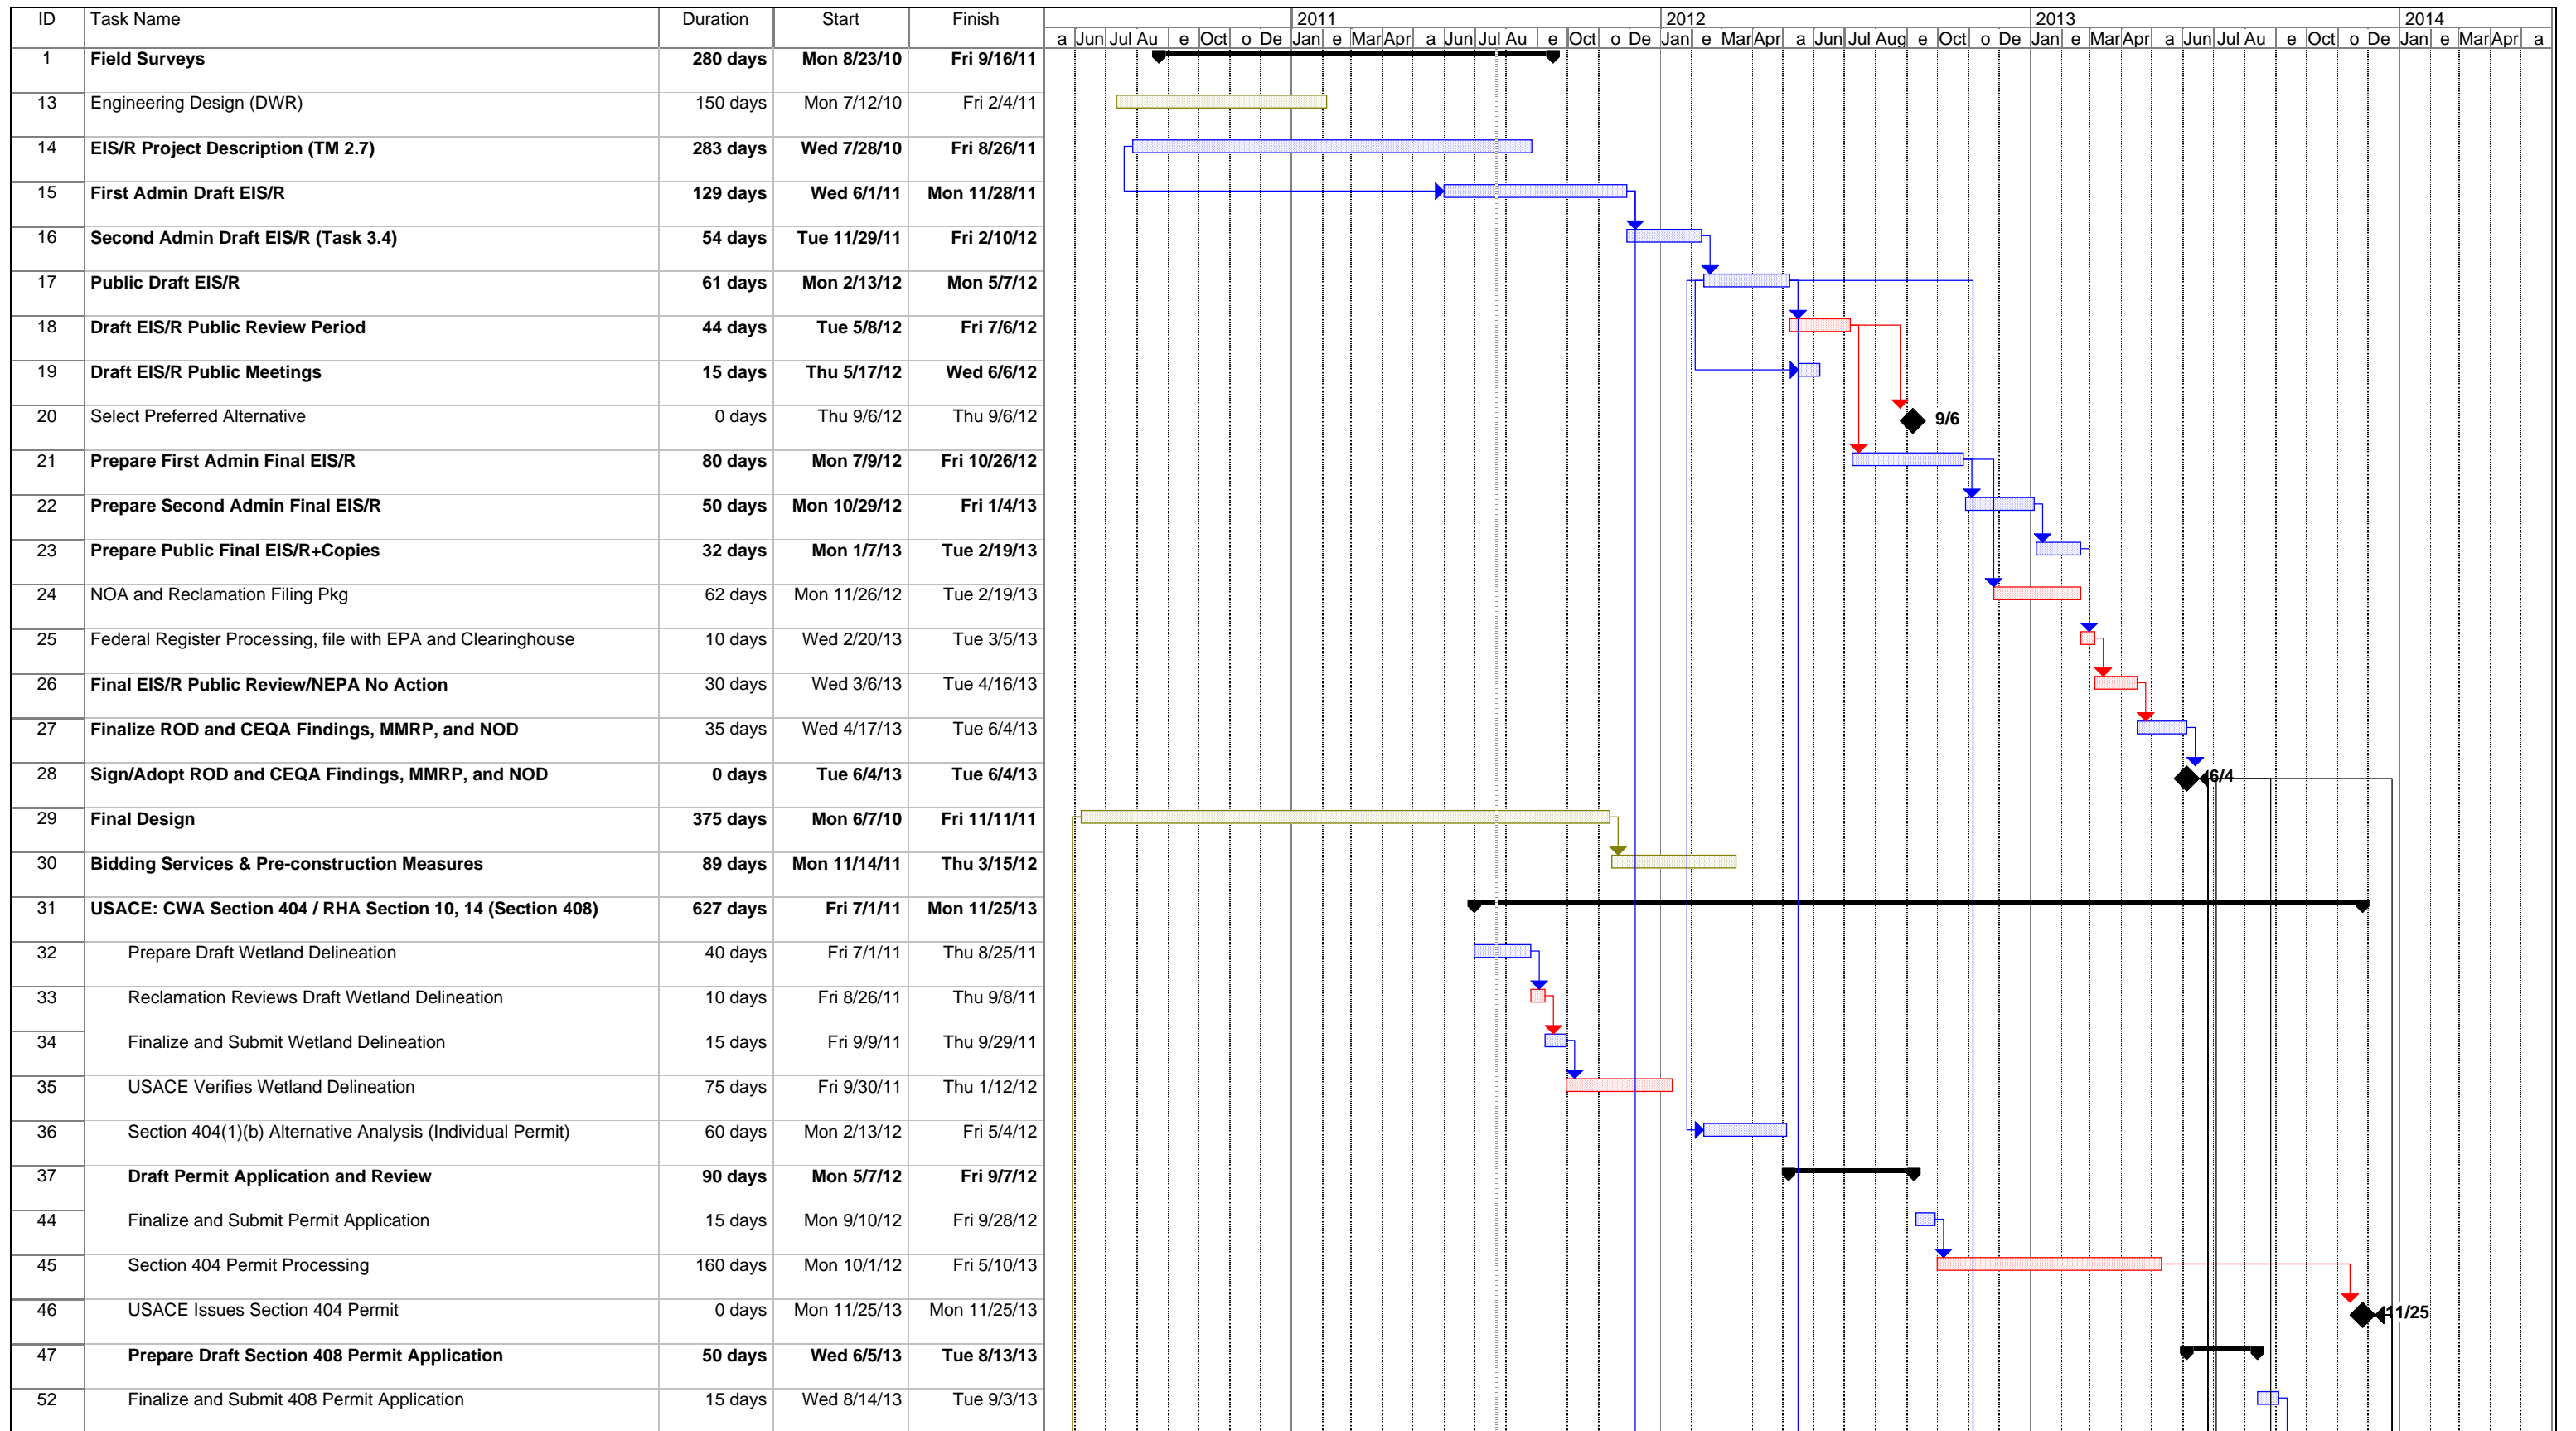 ID Task Name Duration Start Finish 2011 2012 2013 2014
a Jun Jul Au e Oct o De Jan e Mar Apr a Jun Jul Au e Oct o De Jan e Mar Apr a Jun Jul Aug e Oct o De Jan e Mar Apr a Jun Jul Au e Oct o De Jan e Mar Apr a
1 Field Surveys 280 days Mon 8/23/10 Fri 9/16/11
13 Engineering Design (DWR) 150 days Mon 7/12/10 Fri 2/4/11
14 EIS/R Project Description (TM 2.7) 283 days Wed 7/28/10 Fri 8/26/11
15 First Admin Draft EIS/R 129 days Wed 6/1/11 Mon 11/28/11
16 Second Admin Draft EIS/R (Task 3.4) 54 days Tue 11/29/11 Fri 2/10/12
17 Public Draft EIS/R 61 days Mon 2/13/12 Mon 5/7/12
18 Draft EIS/R Public Review Period 44 days Tue 5/8/12 Fri 7/6/12
19 Draft EIS/R Public Meetings 15 days Thu 5/17/12 Wed 6/6/12
20 Select Preferred Alternative 0 days Thu 9/6/12 Thu 9/6/12 9/6
21 Prepare First Admin Final EIS/R 80 days Mon 7/9/12 Fri 10/26/12
22 Prepare Second Admin Final EIS/R 50 days Mon 10/29/12 Fri 1/4/13
23 Prepare Public Final EIS/R+Copies 32 days Mon 1/7/13 Tue 2/19/13
24 NOA and Reclamation Filing Pkg 62 days Mon 11/26/12 Tue 2/19/13
25 Federal Register Processing, file with EPA and Clearinghouse 10 days Wed 2/20/13 Tue 3/5/13
26 Final EIS/R Public Review/NEPA No Action 30 days Wed 3/6/13 Tue 4/16/13
27 Finalize ROD and CEQA Findings, MMRP, and NOD 35 days Wed 4/17/13 Tue 6/4/13
28 Sign/Adopt ROD and CEQA Findings, MMRP, and NOD 0 days Tue 6/4/13 Tue 6/4/13 6/4
29 Final Design 375 days Mon 6/7/10 Fri 11/11/11
30 Bidding Services & Pre-construction Measures 89 days Mon 11/14/11 Thu 3/15/12
31 USACE: CWA Section 404 / RHA Section 10, 14 (Section 408) 627 days Fri 7/1/11 Mon 11/25/13
32 Prepare Draft Wetland Delineation 40 days Fri 7/1/11 Thu 8/25/11
33 Reclamation Reviews Draft Wetland Delineation 10 days Fri 8/26/11 Thu 9/8/11
34 Finalize and Submit Wetland Delineation 15 days Fri 9/9/11 Thu 9/29/11
35 USACE Verifies Wetland Delineation 75 days Fri 9/30/11 Thu 1/12/12
36 Section 404(1)(b) Alternative Analysis (Individual Permit) 60 days Mon 2/13/12 Fri 5/4/12
37 Draft Permit Application and Review 90 days Mon 5/7/12 Fri 9/7/12
44 Finalize and Submit Permit Application 15 days Mon 9/10/12 Fri 9/28/12
45 Section 404 Permit Processing 160 days Mon 10/1/12 Fri 5/10/13
46 USACE Issues Section 404 Permit 0 days Mon 11/25/13 Mon 11/25/13 11/25
47 Prepare Draft Section 408 Permit Application 50 days Wed 6/5/13 Tue 8/13/13
52 Finalize and Submit 408 Permit Application 15 days Wed 8/14/13 Tue 9/3/13